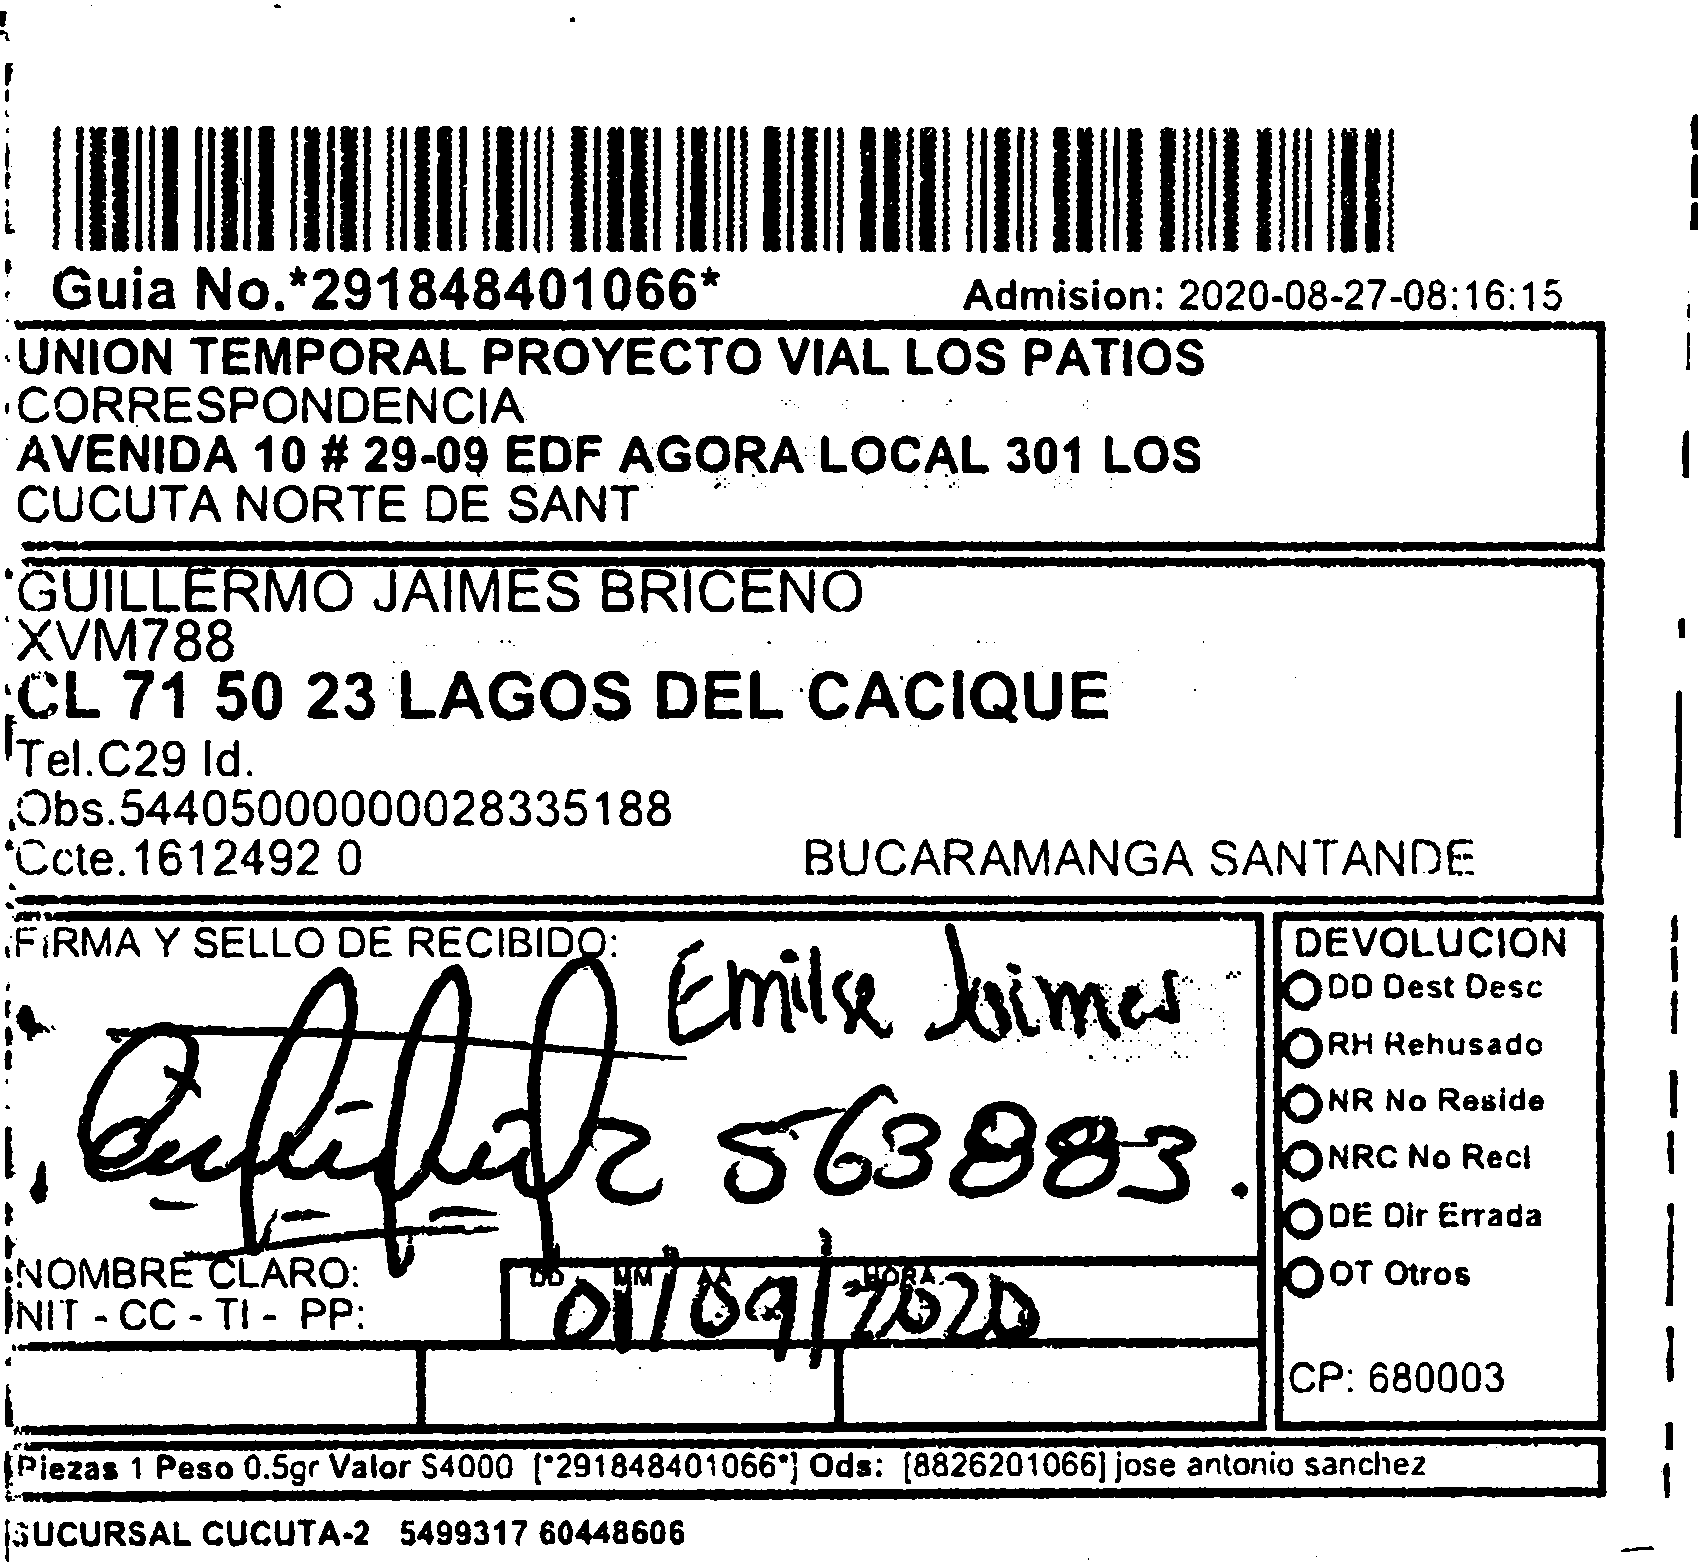 Guia No.*291848401066*
Admision: 2020-08-27-08:16:15
UNION TEMPORAL PROYECTO VIAL LOS PATIOS
CORRESPONDENCIA
AVENIDA 10 # 29-09 EDF AGORA LOCAL 301 LOS
CUCUTA NORTE DE SANT
GUILLERMO JAIMES BRICENO
XVM788
CL 71 50 23 LAGOS DEL CACIQUE
Tel.C29 Id.
Obs.544050000000028335188
Ccte.1612492 0
BUCARAMANGA SANTANDE
FIRMA Y SELLO DE RECIBIDO:
Emilse Jaimes
563883.
NOMBRE CLARO:
NIT - CC - TI - PP:
DD MM AA HORA
01/09/2020
DEVOLUCION
DD Dest Desc
RH Rehusado
NR No Reside
NRC No Recl
DE Dir Errada
OT Otros
CP: 680003
Piezas 1 Peso 0.5gr Valor S4000 [*291848401066*] Ods: [8826201066] jose antonio sanchez
SUCURSAL CUCUTA-2 5499317 60448606